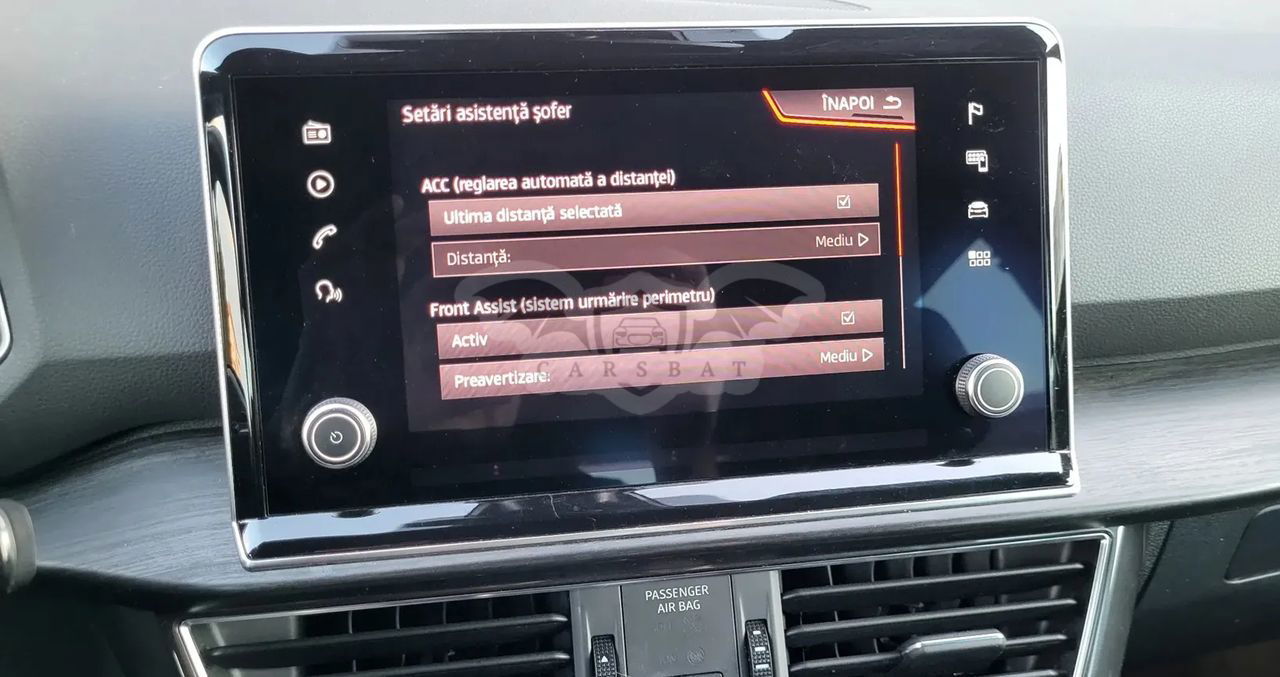 Setări asistență șofer
ÎNAPOI
ACC (reglarea automată a distanței)
Ultima distanță selectată
Distanță:
Mediu
Front Assist (sistem urmărire perimetru)
Activ
Preavertizare:
Mediu
CARSBAT
PASSENGER
AIR BAG